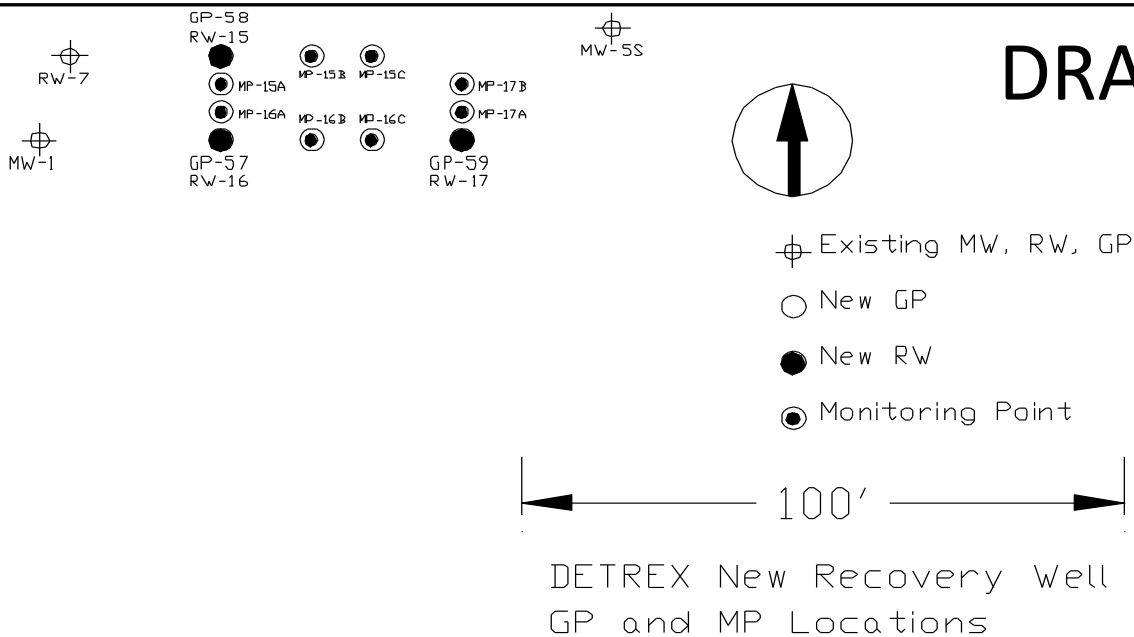 GP-58
RW-15
MW-5S
DRA
RW-7
MP-15B MP-15C
MP-15A
MP-17B
MP-16A
MP-16B MP-16C
MP-17A
MW-1
GP-57
RW-16
GP-59
RW-17
Existing MW, RW, GP
New GP
New RW
Monitoring Point
100'
DETREX New Recovery Well
GP and MP Locations